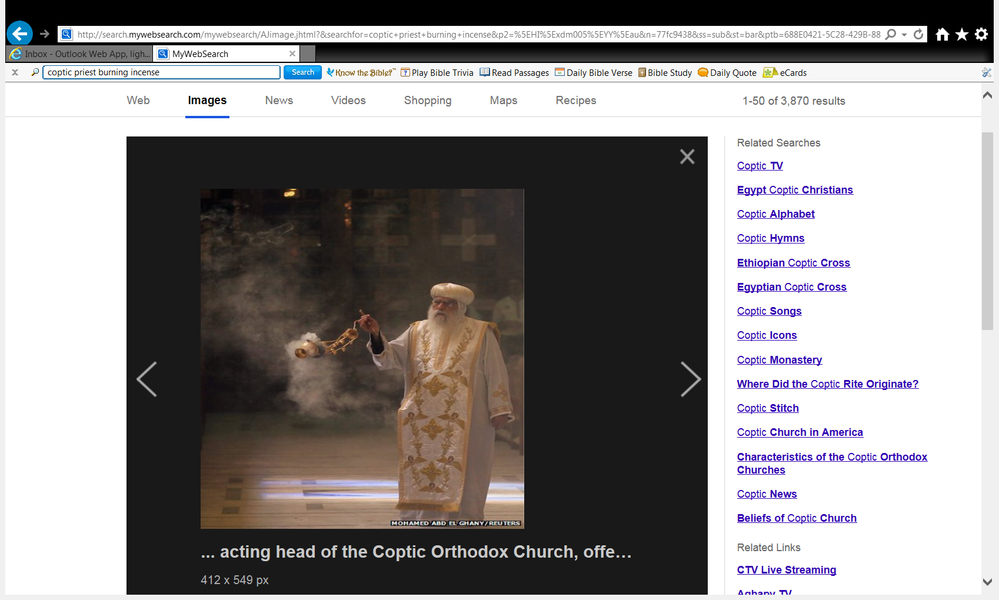 http://search.mywebsearch.com/mywebsearch/AJimage.jhtml?&searchfor=coptic+priest+burning+incense&p2=%5EHI%5Exdm005%5EYY%5Eau&n=77fc9438&ss=sub&st=bar&ptb=688E0421-5C28-429B-88
Inbox - Outlook Web App, ligh... MyWebSearch
coptic priest burning incense Search Know the Bible?™ Play Bible Trivia Read Passages Daily Bible Verse Bible Study Daily Quote eCards
Web Images News Videos Shopping Maps Recipes 1-50 of 3,870 results
MOHAMED ABD EL GHANY/REUTERS
... acting head of the Coptic Orthodox Church, offe...
412 x 549 px
Related Searches
Coptic TV
Egypt Coptic Christians
Coptic Alphabet
Coptic Hymns
Ethiopian Coptic Cross
Egyptian Coptic Cross
Coptic Songs
Coptic Icons
Coptic Monastery
Where Did the Coptic Rite Originate?
Coptic Stitch
Coptic Church in America
Characteristics of the Coptic Orthodox
Churches
Coptic News
Beliefs of Coptic Church
Related Links
CTV Live Streaming
Aghapy TV